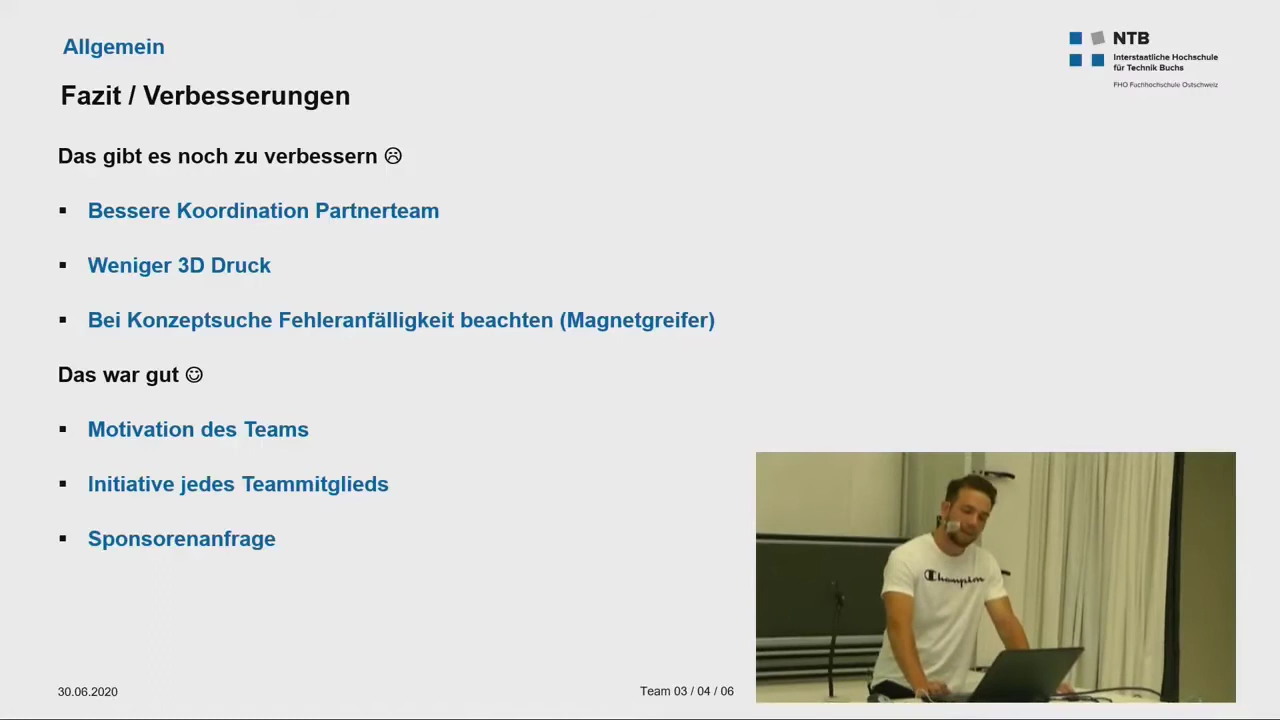 Allgemein
NTB
Interstaatliche Hochschule
für Technik Buchs
FHO Fachhochschule Ostschweiz
Fazit / Verbesserungen
Das gibt es noch zu verbessern ☹
▪ Bessere Koordination Partnerteam
▪ Weniger 3D Druck
▪ Bei Konzeptsuche Fehleranfälligkeit beachten (Magnetgreifer)
Das war gut ☺
▪ Motivation des Teams
▪ Initiative jedes Teammitglieds
▪ Sponsorenanfrage
Champion
30.06.2020
Team 03 / 04 / 06